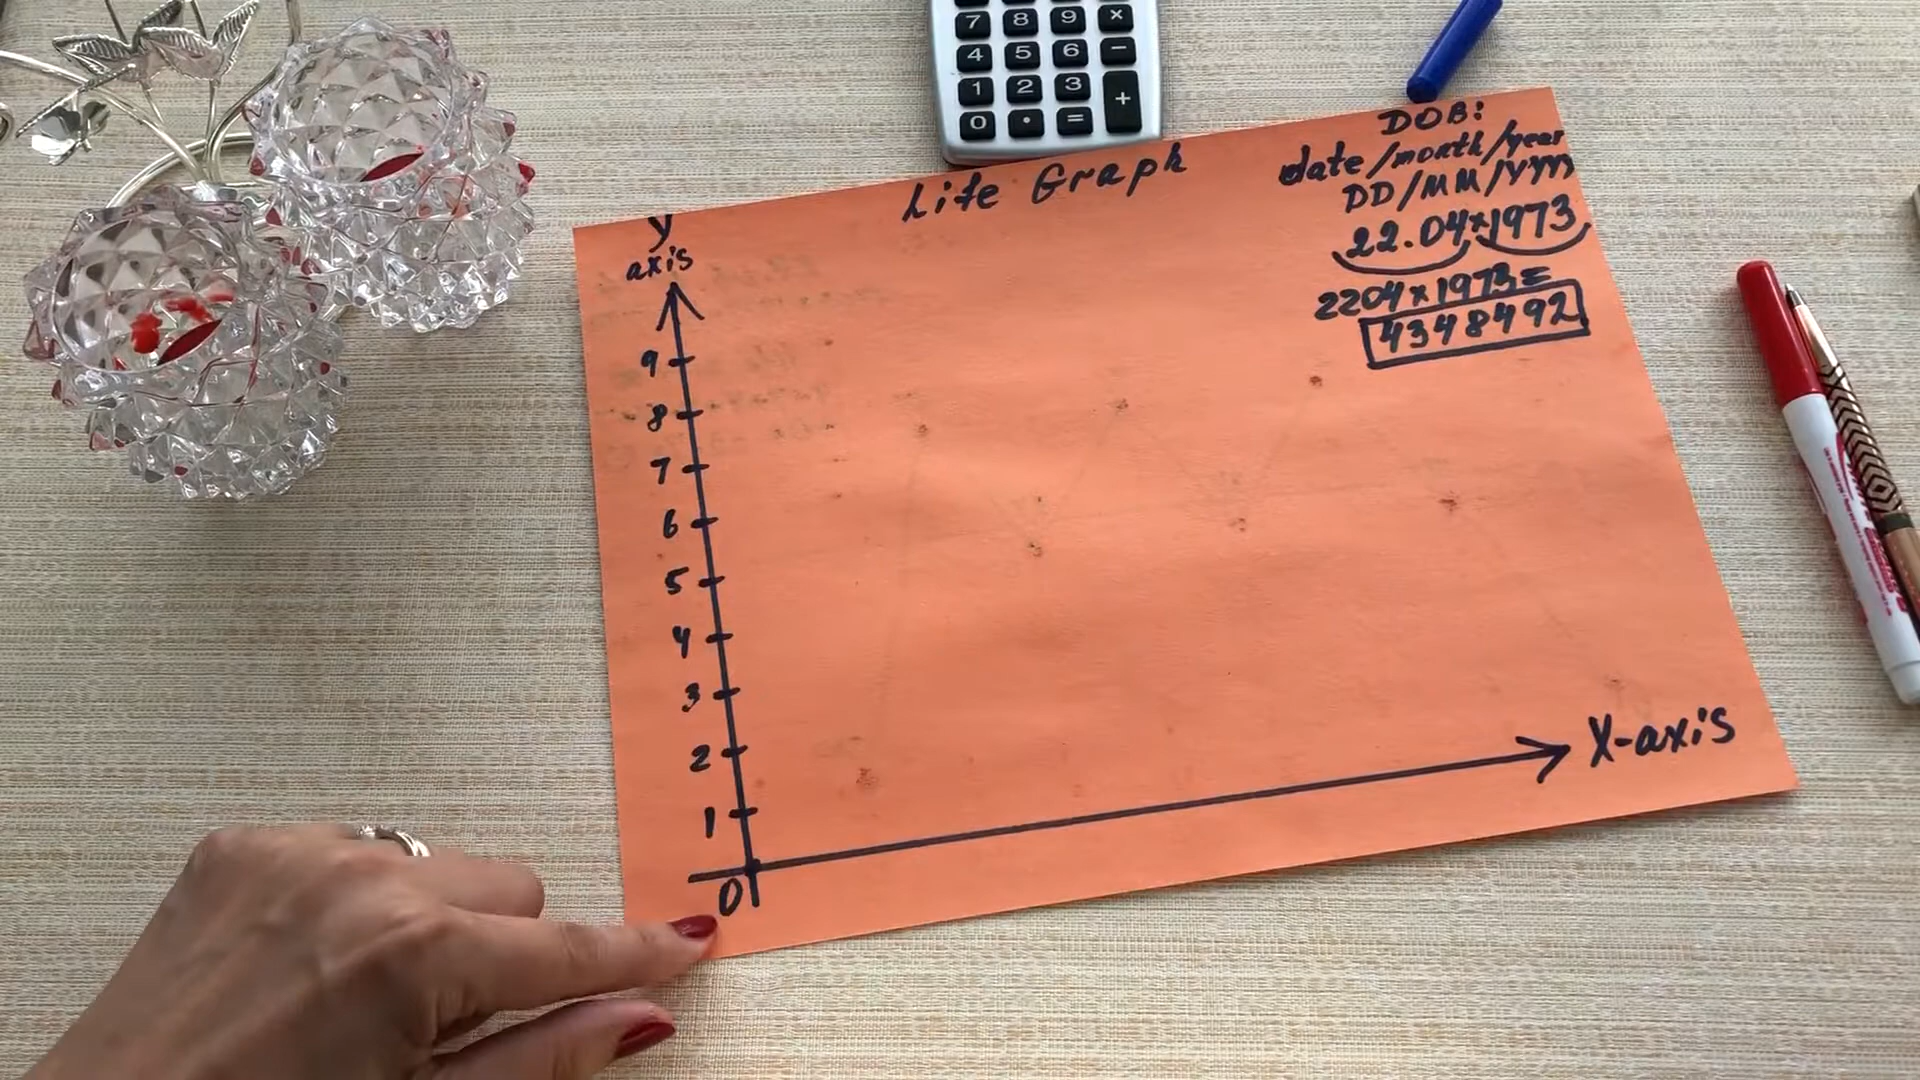 7 8 9 ×
4 5 6 −
1 2 3 +
0 . =
Life Graph
DOB:
date/month/year
DD/MM/YYYY
22.04×1973
2204×1973=
4348492
y
axis
9
8
7
6
5
4
3
2
1
0
X-axis